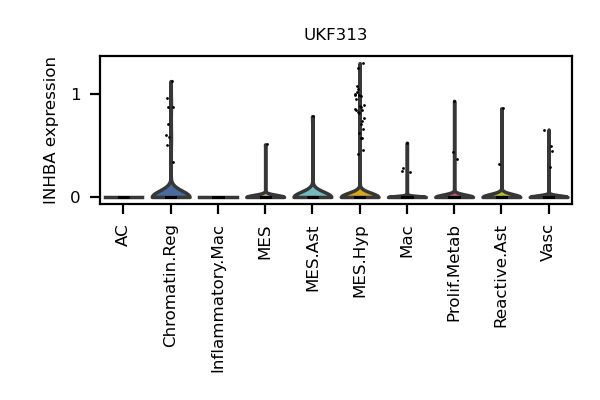 UKF313
INHBA expression
1
0
AC
Chromatin.Reg
Inflammatory.Mac
MES
MES.Ast
MES.Hyp
Mac
Prolif.Metab
Reactive.Ast
Vasc